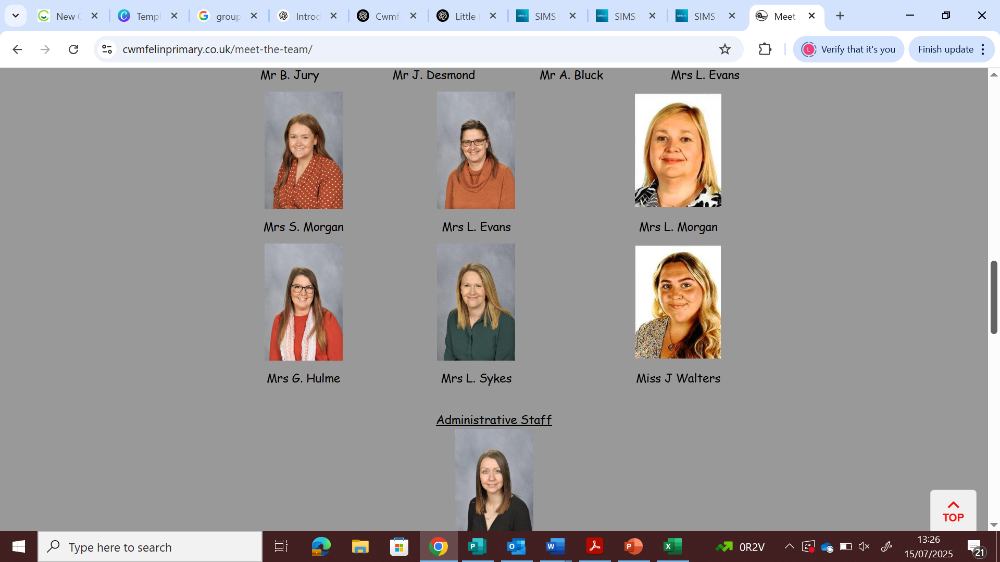 New C
Templ
group
Introd
Cwmf
Little
SIMS
SIMS
SIMS
Meet
cwmfelinprimary.co.uk/meet-the-team/
Verify that it's you
Finish update
Mr B. Jury Mr J. Desmond Mr A. Bluck Mrs L. Evans
Mrs S. Morgan Mrs L. Evans Mrs L. Morgan
Mrs G. Hulme Mrs L. Sykes Miss J Walters
Administrative Staff
TOP
Type here to search
0R2V
13:26
15/07/2025
21